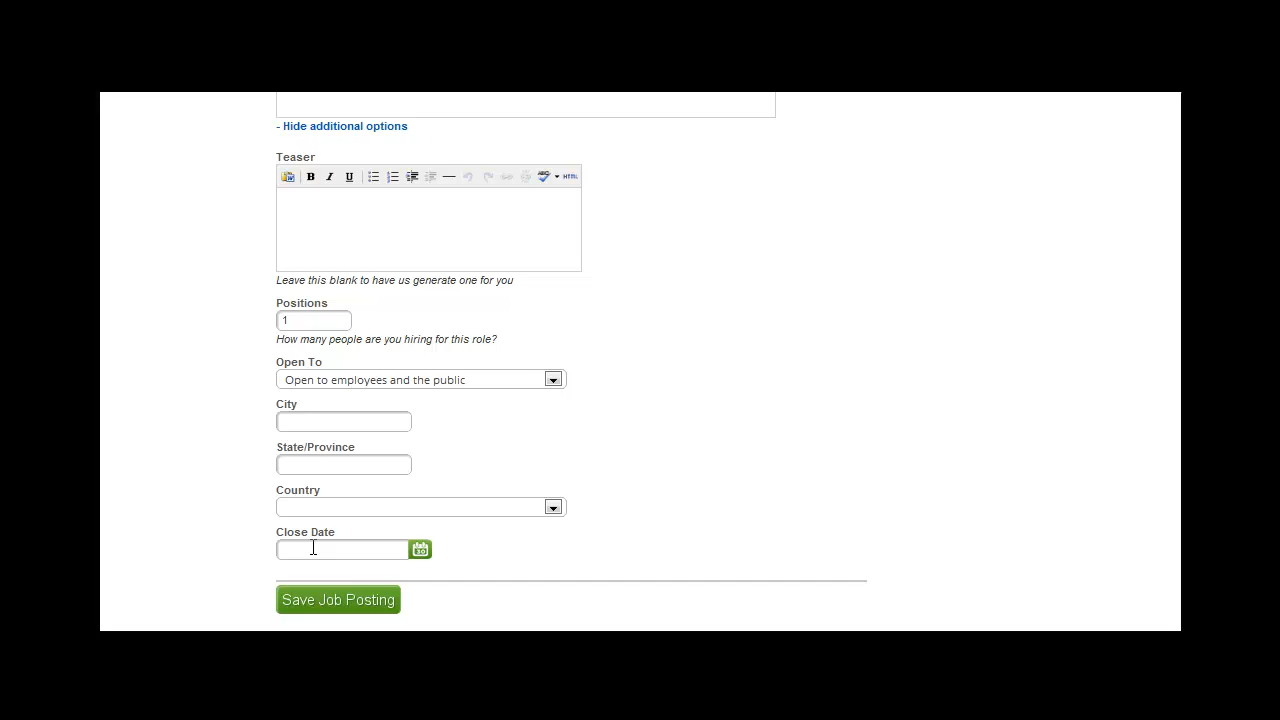 - Hide additional options
Teaser
B I U HTML
Leave this blank to have us generate one for you
Positions
1
How many people are you hiring for this role?
Open To
Open to employees and the public
City
State/Province
Country
Close Date
30
Save Job Posting